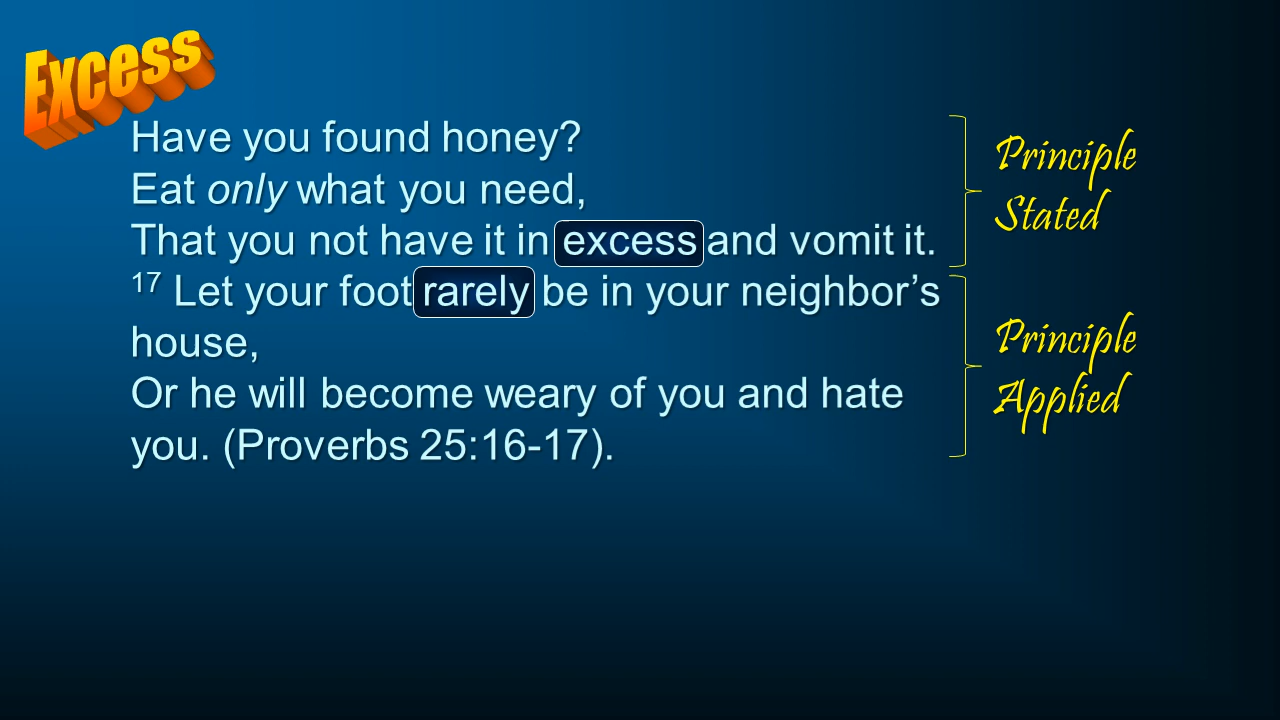 Excess
Have you found honey?
Eat only what you need,
That you not have it in excess and vomit it.
17 Let your foot rarely be in your neighbor’s
house,
Or he will become weary of you and hate
you. (Proverbs 25:16-17).
Principle
Stated
Principle
Applied